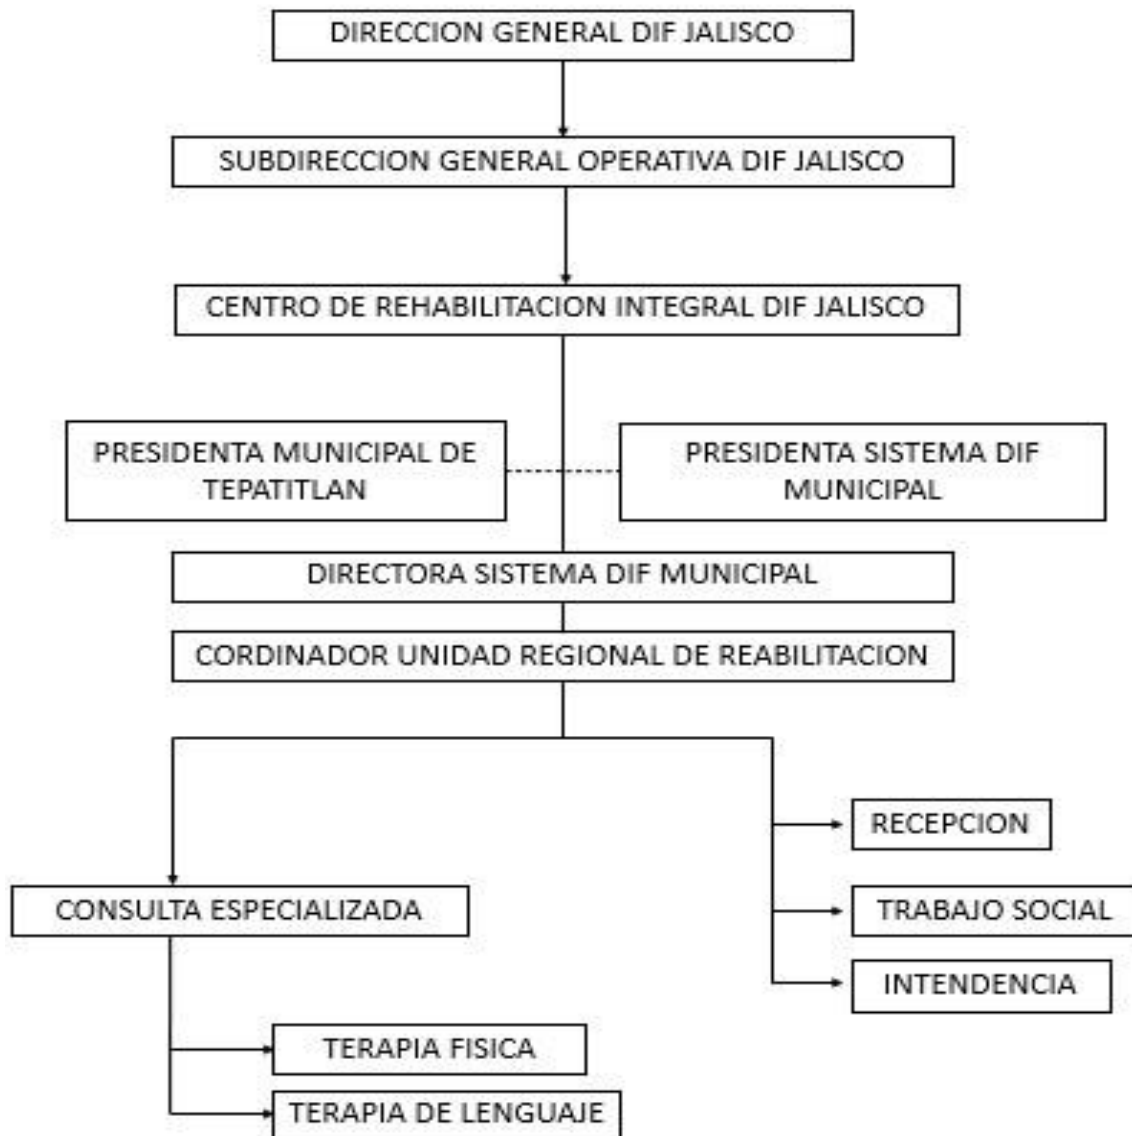 DIRECCION GENERAL DIF JALISCO
SUBDIRECCION GENERAL OPERATIVA DIF JALISCO
CENTRO DE REHABILITACION INTEGRAL DIF JALISCO
PRESIDENTA MUNICIPAL DE
TEPATITLAN
PRESIDENTA SISTEMA DIF
MUNICIPAL
DIRECTORA SISTEMA DIF MUNICIPAL
CORDINADOR UNIDAD REGIONAL DE REABILITACION
RECEPCION
CONSULTA ESPECIALIZADA
TRABAJO SOCIAL
INTENDENCIA
TERAPIA FISICA
TERAPIA DE LENGUAJE